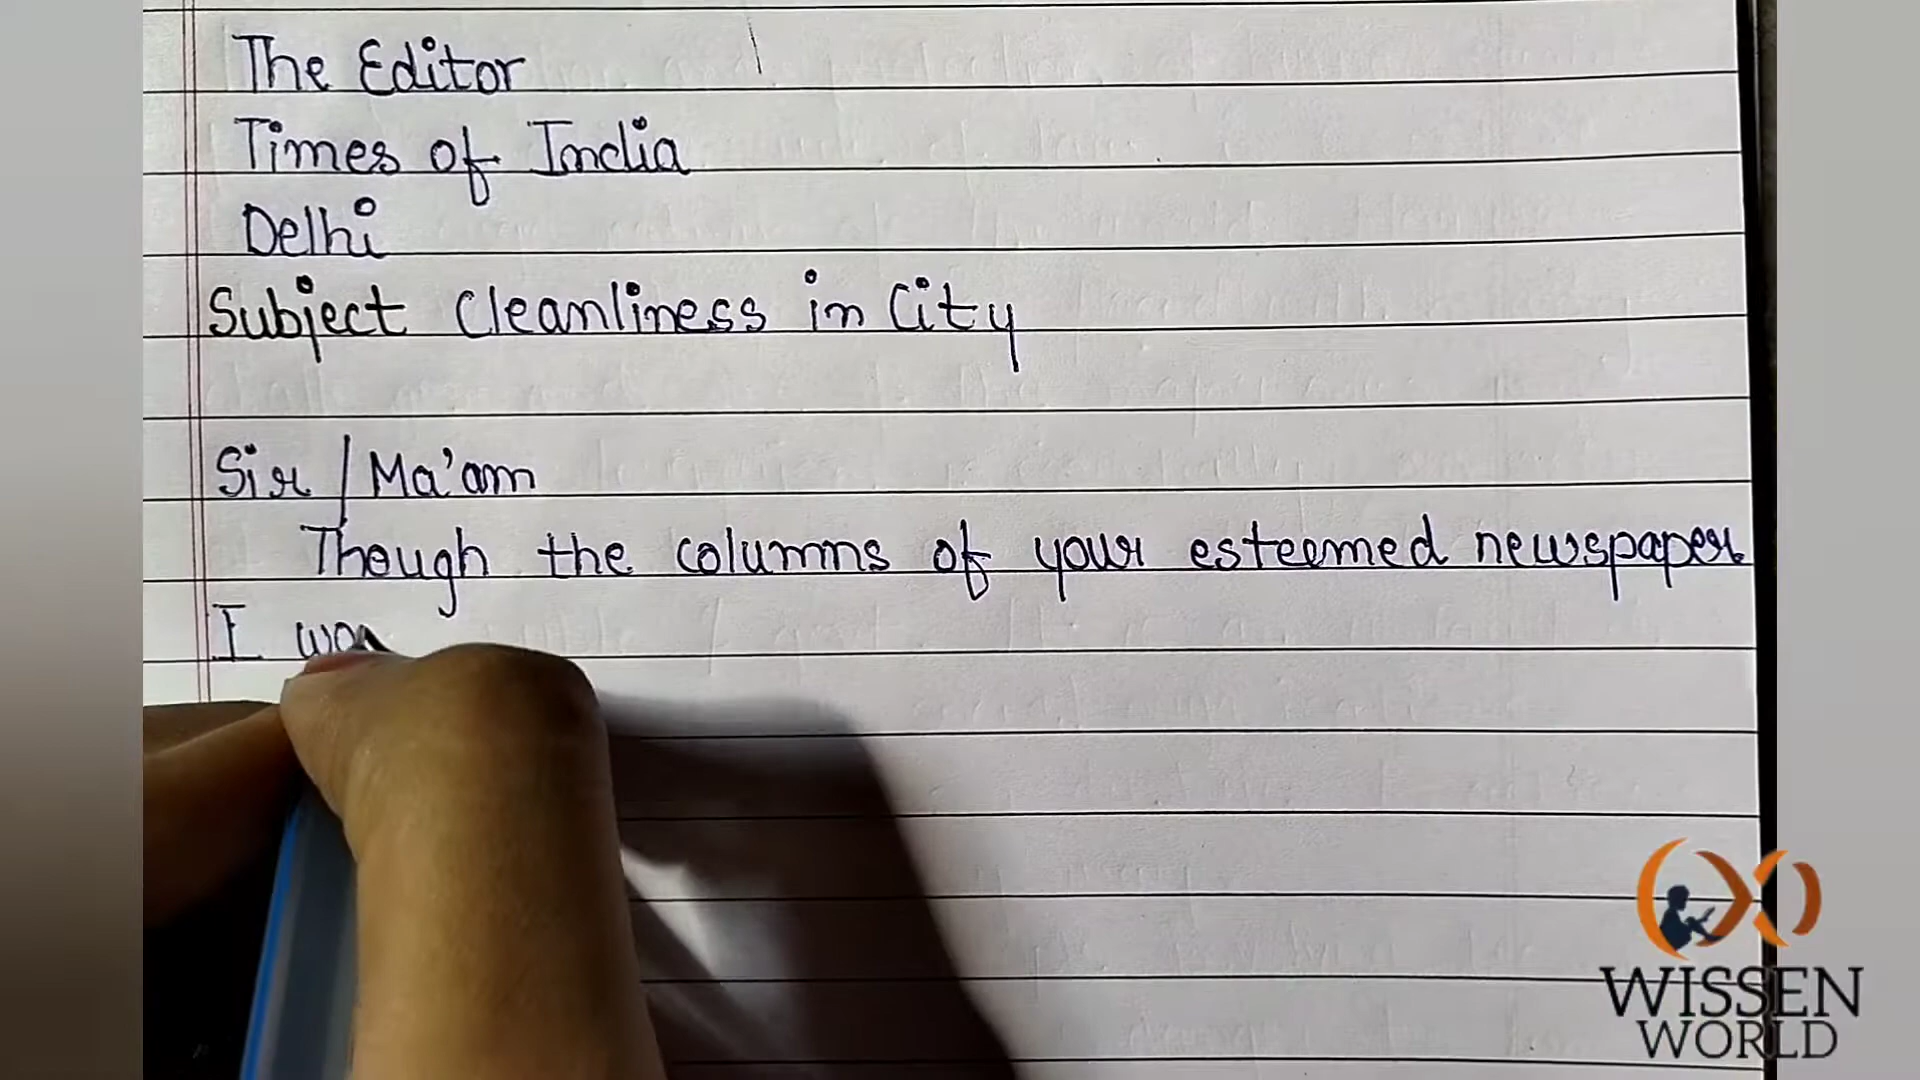 The Editor
Times of India
Delhi
Subject Cleanliness in City
Sir / Ma'am
Though the columns of your esteemed newspaper
I
WISSEN
WORLD